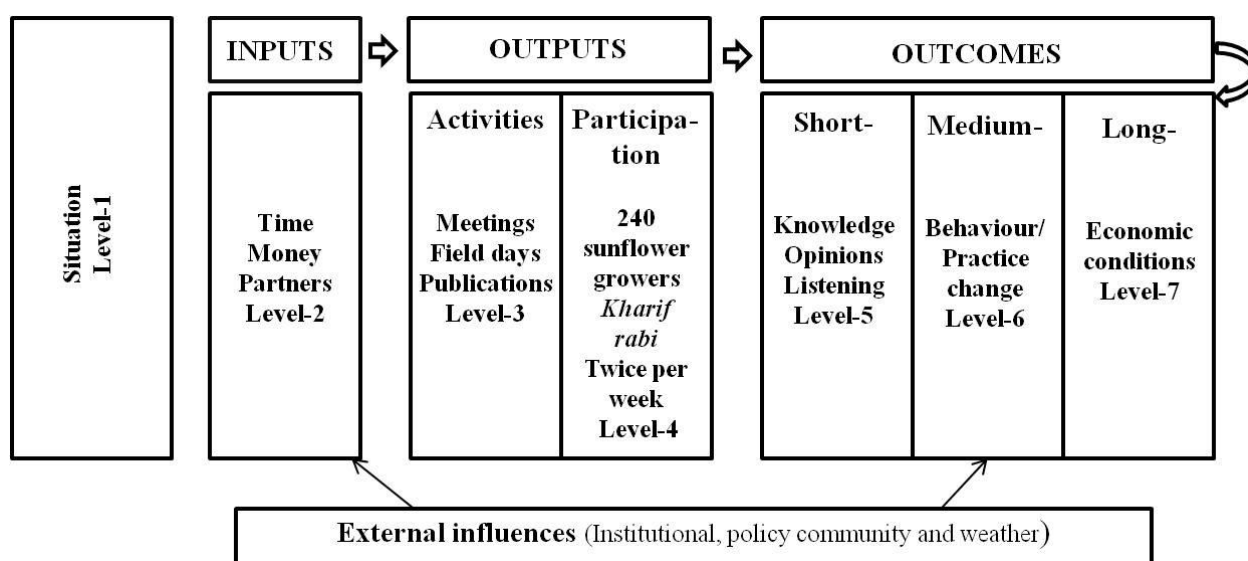 Situation
Level-1
INPUTS
Time
Money
Partners
Level-2
OUTPUTS
Activities
Meetings
Field days
Publications
Level-3
Participa-
tion
240
sunflower
growers
Kharif
rabi
Twice per
week
Level-4
OUTCOMES
Short-
Knowledge
Opinions
Listening
Level-5
Medium-
Behaviour/
Practice
change
Level-6
Long-
Economic
conditions
Level-7
External influences (Institutional, policy community and weather)